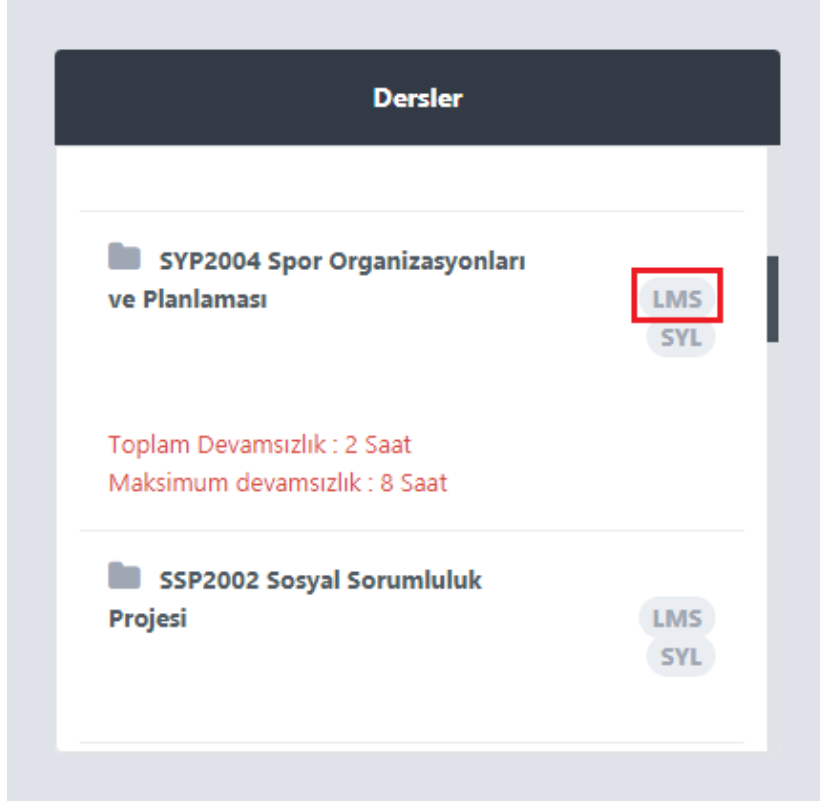 Dersler
SYP2004 Spor Organizasyonları
ve Planlaması
LMS
SYL
Toplam Devamsızlık : 2 Saat
Maksimum devamsızlık : 8 Saat
SSP2002 Sosyal Sorumluluk
Projesi
LMS
SYL